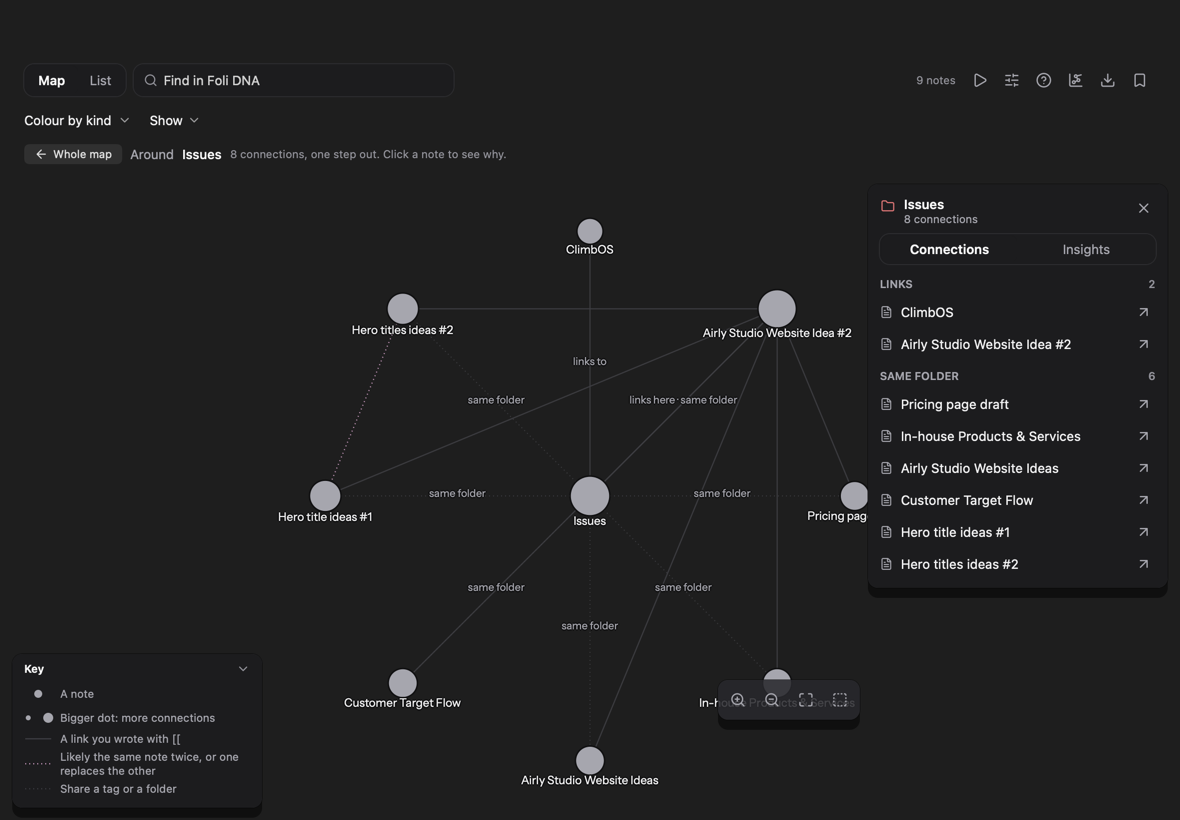 Map
List
Find in Foli DNA
9 notes
Colour by kind
Show
Whole map
Around Issues 8 connections, one step out. Click a note to see why.
ClimbOS
Hero titles ideas #2
Airly Studio Website Idea #2
links to
same folder
links here · same folder
same folder
same folder
Hero title ideas #1
Issues
Pricing pag
same folder
same folder
same folder
Customer Target Flow
In-house Products & Services
Airly Studio Website Ideas
Issues
8 connections
Connections
Insights
LINKS 2
ClimbOS
Airly Studio Website Idea #2
SAME FOLDER 6
Pricing page draft
In-house Products & Services
Airly Studio Website Ideas
Customer Target Flow
Hero title ideas #1
Hero titles ideas #2
Key
A note
Bigger dot: more connections
A link you wrote with [[
Likely the same note twice, or one
replaces the other
Share a tag or a folder